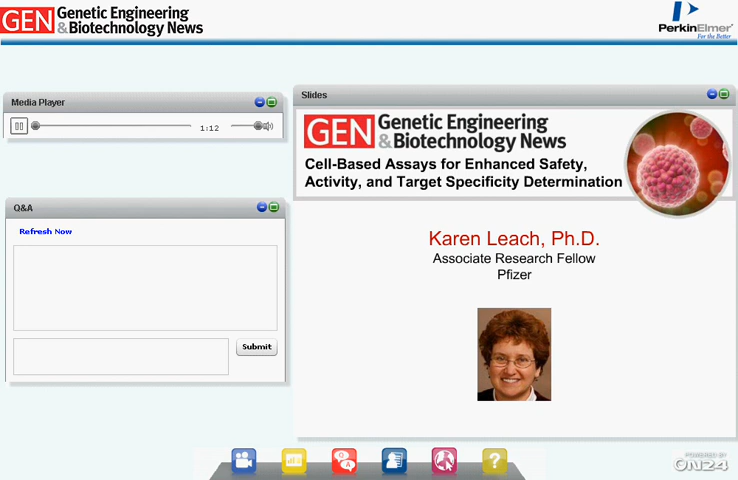 GEN Genetic Engineering
& Biotechnology News
PerkinElmer
For the Better
Media Player
1:12
Q&A
Refresh Now
Submit
Slides
GEN Genetic Engineering
& Biotechnology News
Cell-Based Assays for Enhanced Safety,
Activity, and Target Specificity Determination
Karen Leach, Ph.D.
Associate Research Fellow
Pfizer
Q
A
?
POWERED BY
ON24